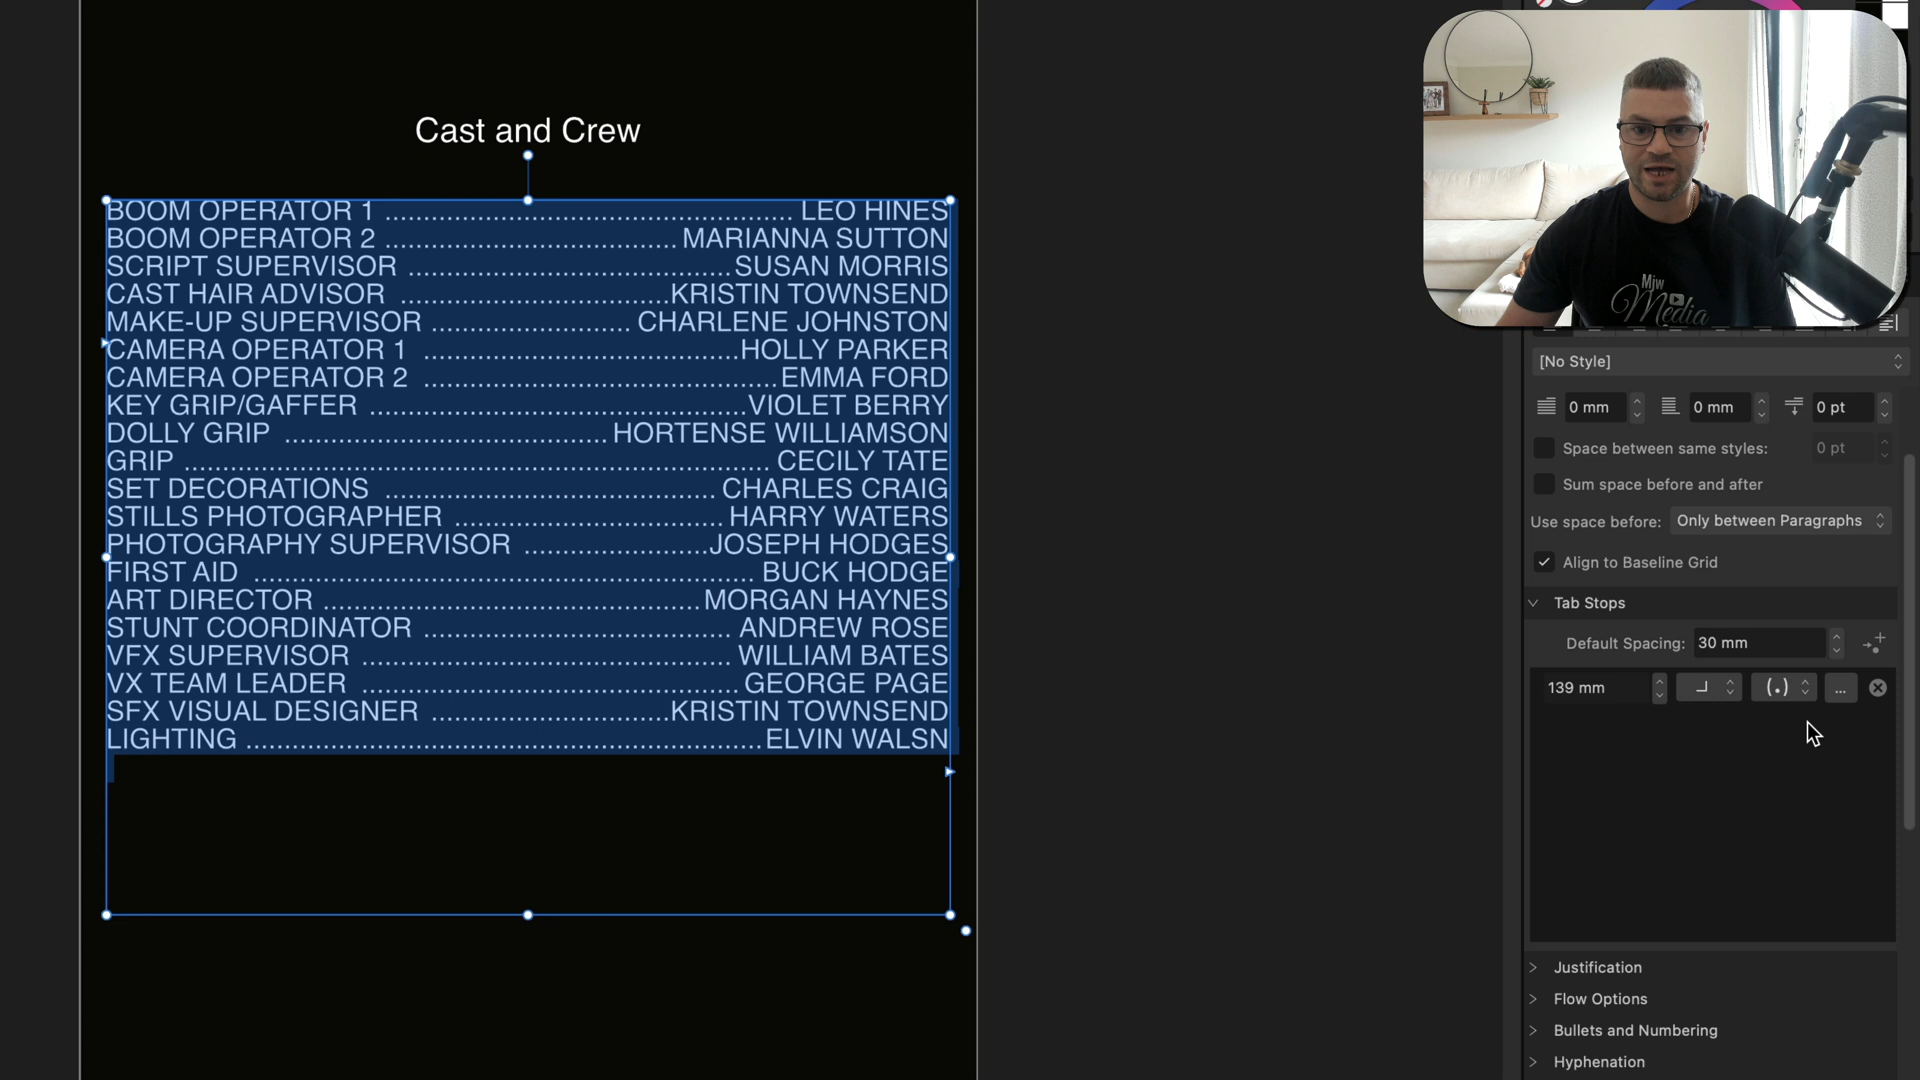 Cast and Crew
BOOM OPERATOR 1 ............................................ LEO HINES
BOOM OPERATOR 2 ............................... MARIANNA SUTTON
SCRIPT SUPERVISOR ..................................SUSAN MORRIS
CAST HAIR ADVISOR .............................KRISTIN TOWNSEND
MAKE-UP SUPERVISOR ..................... CHARLENE JOHNSTON
CAMERA OPERATOR 1 ..................................HOLLY PARKER
CAMERA OPERATOR 2 ......................................EMMA FORD
KEY GRIP/GAFFER ........................................VIOLET BERRY
DOLLY GRIP ................................... HORTENSE WILLIAMSON
GRIP ............................................................... CECILY TATE
SET DECORATIONS ................................... CHARLES CRAIG
STILLS PHOTOGRAPHER ............................. HARRY WATERS
PHOTOGRAPHY SUPERVISOR ....................JOSEPH HODGES
FIRST AID ...................................................... BUCK HODGE
ART DIRECTOR .........................................MORGAN HAYNES
STUNT COORDINATOR ................................. ANDREW ROSE
VFX SUPERVISOR ........................................ WILLIAM BATES
VX TEAM LEADER ......................................... GEORGE PAGE
SFX VISUAL DESIGNER ..........................KRISTIN TOWNSEND
LIGHTING ........................................................ELVIN WALSN
Mjw
Media
[No Style]
0 mm 0 mm 0 pt
Space between same styles: 0 pt
Sum space before and after
Use space before: Only between Paragraphs
Align to Baseline Grid
Tab Stops
Default Spacing: 30 mm
139 mm (.) ...
Justification
Flow Options
Bullets and Numbering
Hyphenation